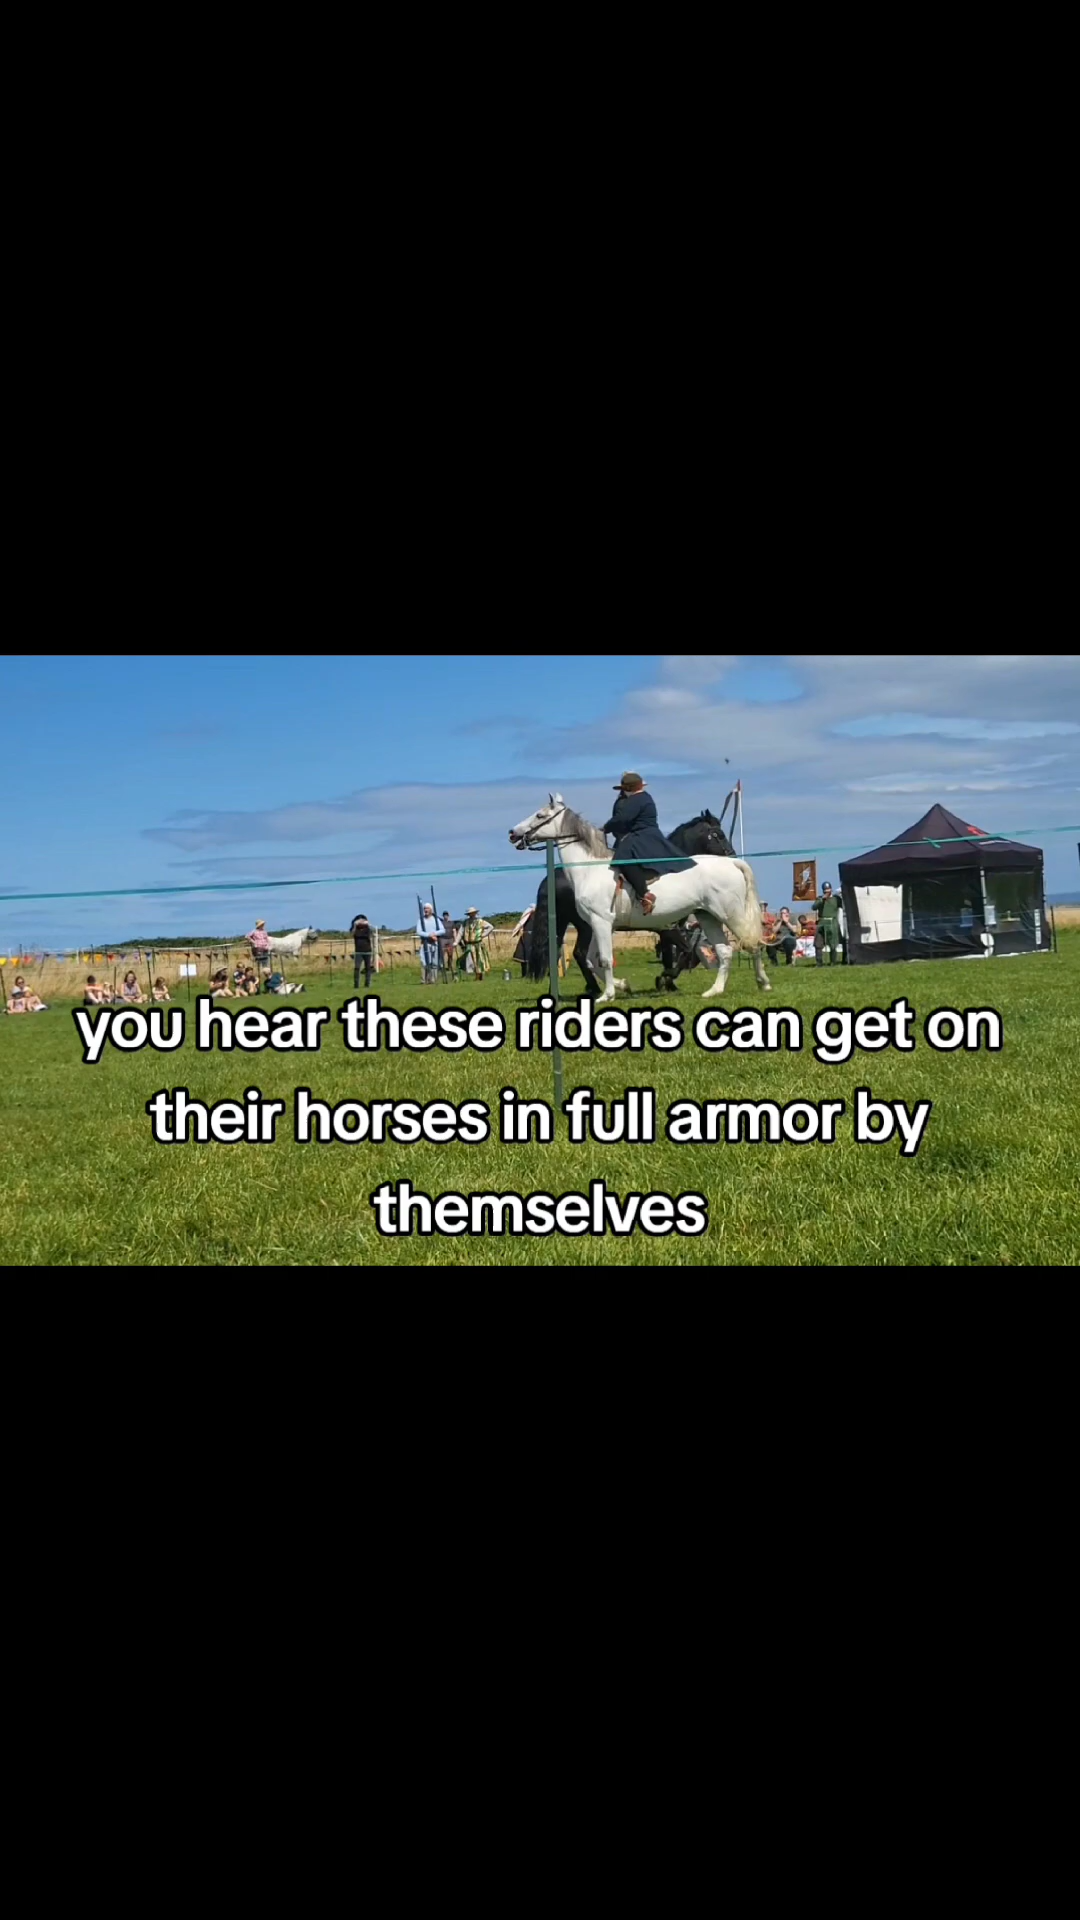 you hear these riders can get on
their horses in full armor by
themselves